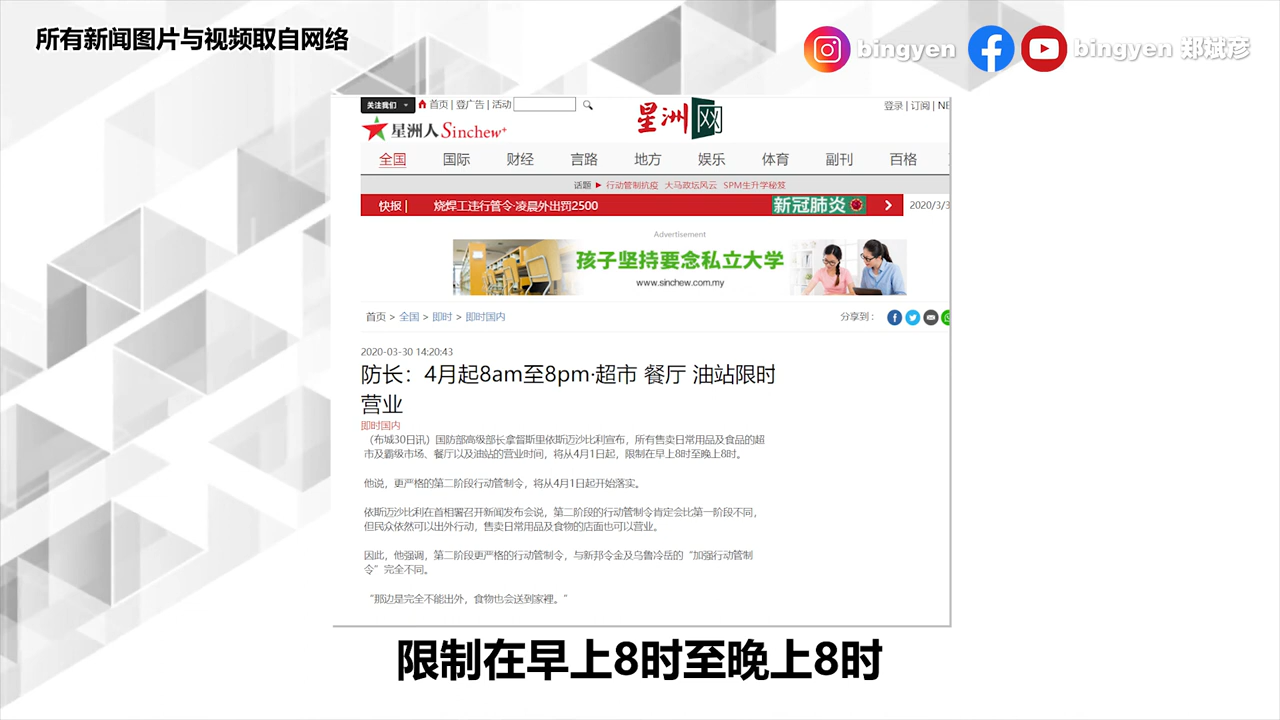 所有新闻图片与视频取自网络
bingyen
bingyen 郑斌彦
关注我们
首页 | 登广告 | 活动
登录 | 订阅 | NE
星洲人 Sinchew+
星洲网
全国 国际 财经 言路 地方 娱乐 体育 副刊 百格
话题 ▶ 行动管制抗疫 大马政坛风云 SPM生升学秘笈
快报 | 烧焊工违行管令·凌晨外出罚2500 新冠肺炎 2020/3/3
Advertisement
孩子坚持要念私立大学
www.sinchew.com.my
首页 > 全国 > 即时 > 即时国内
分享到：
2020-03-30 14:20:43
防长：4月起8am至8pm·超市 餐厅 油站限时
营业
即时国内
（布城30日讯）国防部高级部长拿督斯里依斯迈沙比利宣布，所有售卖日常用品及食品的超
市及霸级市场、餐厅以及油站的营业时间，将从4月1日起，限制在早上8时至晚上8时。
他说，更严格的第二阶段行动管制令，将从4月1日起开始落实。
依斯迈沙比利在首相署召开新闻发布会说，第二阶段的行动管制令肯定会比第一阶段不同，
但民众依然可以出外行动，售卖日常用品及食物的店面也可以营业。
因此，他强调，第二阶段更严格的行动管制令，与新邦令金及乌鲁冷岳的“加强行动管制
令”完全不同。
“那边是完全不能出外，食物也会送到家裡。”
限制在早上8时至晚上8时